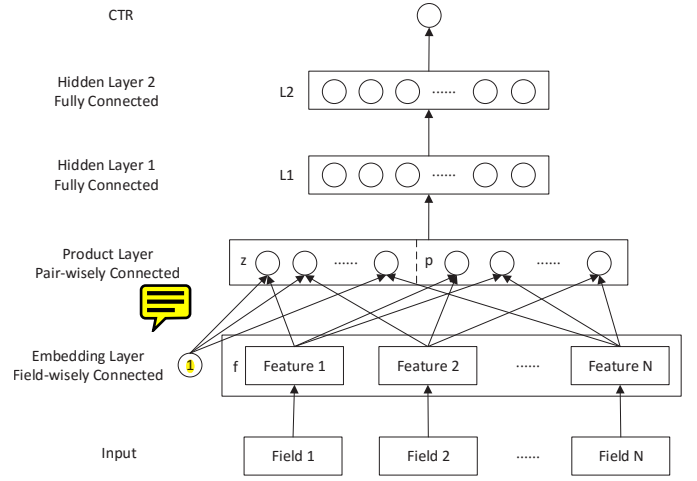 CTR
Hidden Layer 2
Fully Connected
L2
......
Hidden Layer 1
Fully Connected
L1
......
Product Layer
Pair-wisely Connected
z
......
p
......
Embedding Layer
Field-wisely Connected
1
f
Feature 1
Feature 2
......
Feature N
Input
Field 1
Field 2
......
Field N